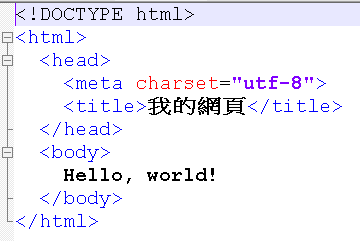 <!DOCTYPE html>
<html>
<head>
<meta charset="utf-8">
<title>我的網頁</title>
</head>
<body>
Hello, world!
</body>
</html>